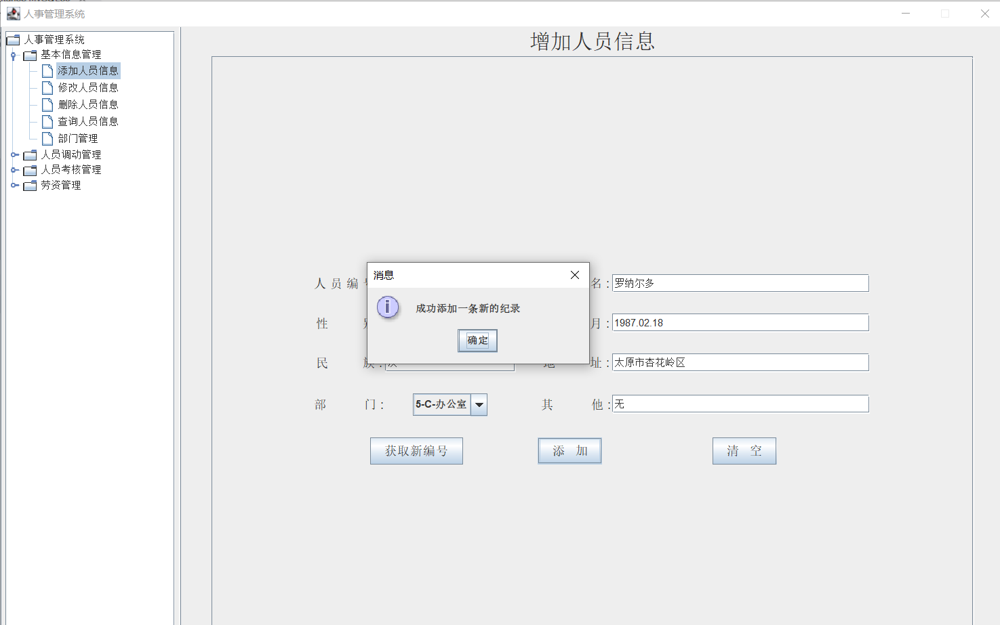 人事管理系统
人事管理系统
基本信息管理
添加人员信息
修改人员信息
删除人员信息
查询人员信息
部门管理
人员调动管理
人员考核管理
劳资管理
增加人员信息
消息
成功添加一条新的纪录
确定
人 员 编
名 : 罗纳尔多
性
月 : 1987.02.18
民 族 :
址 : 太原市杏花岭区
部 门 : 5-C-办公室
其 他 : 无
获取新编号
添 加
清 空